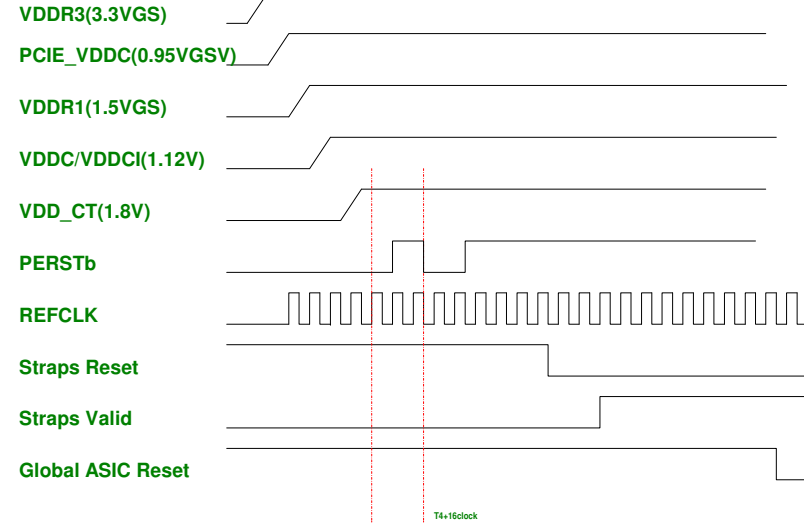 VDDR3(3.3VGS)
PCIE_VDDC(0.95VGSV)
VDDR1(1.5VGS)
VDDC/VDDCI(1.12V)
VDD_CT(1.8V)
PERSTb
REFCLK
Straps Reset
Straps Valid
Global ASIC Reset
T4+16clock